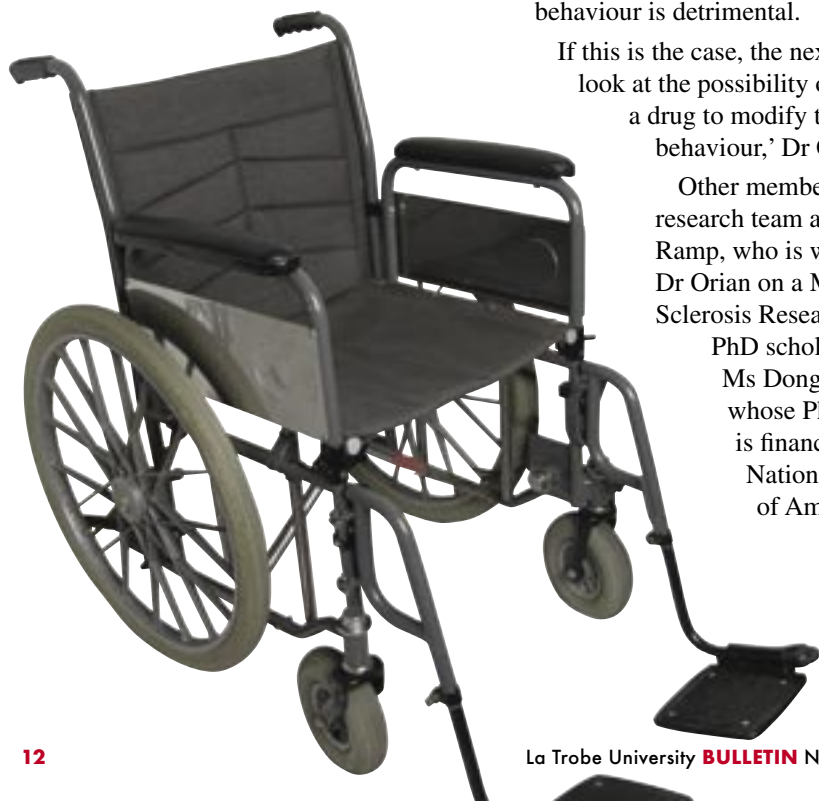 behaviour is detrimental.
If this is the case, the nex
look at the possibility o
a drug to modify t
behaviour,’ Dr O
Other membe
research team a
Ramp, who is w
Dr Orian on a M
Sclerosis Resea
PhD schol
Ms Dong
whose Ph
is financ
Nation
of Am
12
La Trobe University BULLETIN N